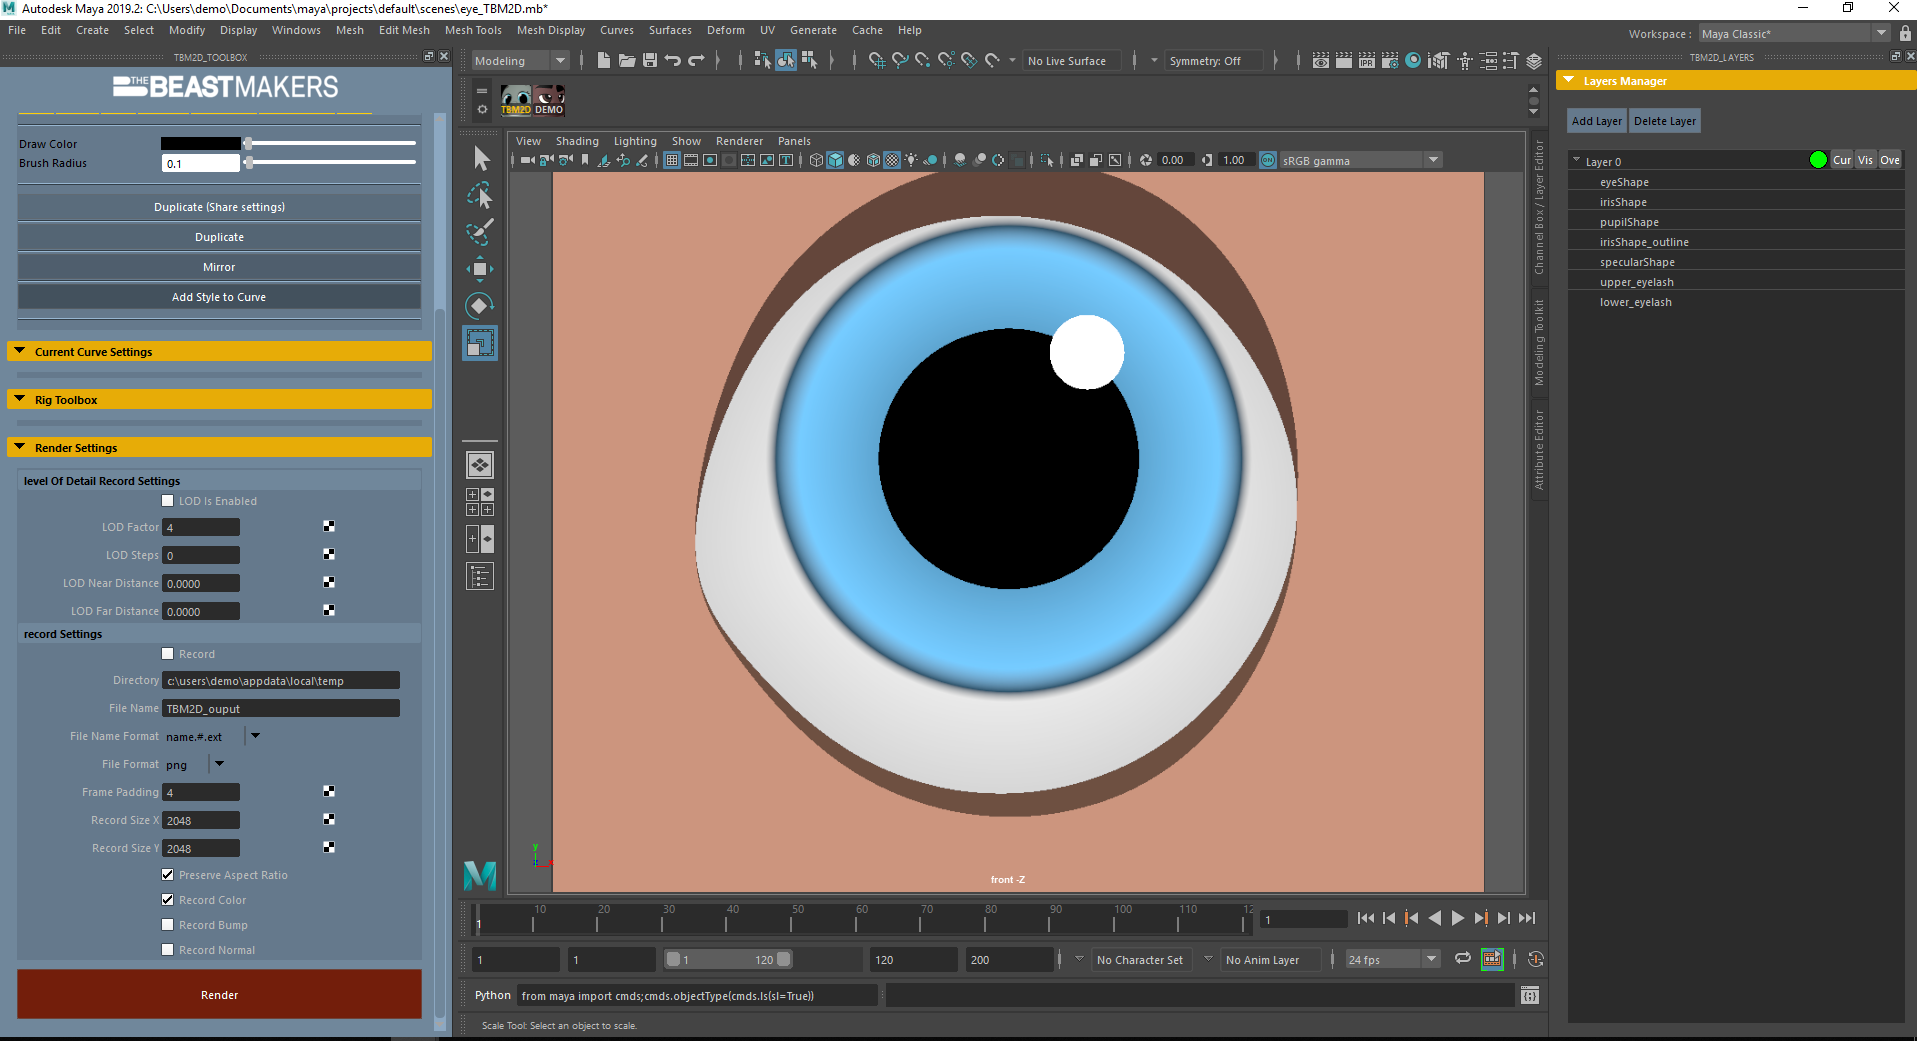 Autodesk Maya 2019.2: C:\Users\demo\Documents\maya\projects\default\scenes\eye_TBM2D.mb*
File Edit Create Select Modify Display Windows Mesh Edit Mesh Mesh Tools Mesh Display Curves Surfaces Deform UV Generate Cache Help
Workspace : Maya Classic*
TBM2D_TOOLBOX
THE BEASTMAKERS
Draw Color
Brush Radius 0.1
Duplicate (Share settings)
Duplicate
Mirror
Add Style to Curve
Current Curve Settings
Rig Toolbox
Render Settings
level Of Detail Record Settings
LOD Is Enabled
LOD Factor 4
LOD Steps 0
LOD Near Distance 0.0000
LOD Far Distance 0.0000
record Settings
Record
Directory c:\users\demo\appdata\local\temp
File Name TBM2D_ouput
File Name Format name.#.ext
File Format png
Frame Padding 4
Record Size X 2048
Record Size Y 2048
Preserve Aspect Ratio
Record Color
Record Bump
Record Normal
Render
Modeling
No Live Surface
Symmetry: Off
IPR
TBM2D DEMO
View Shading Lighting Show Renderer Panels
0.00 1.00 ON sRGB gamma
y
z
x
front -Z
Channel Box / Layer Editor
Modeling Toolkit
Attribute Editor
TBM2D_LAYERS
Layers Manager
Add Layer Delete Layer
Layer 0 Cur Vis Ove
eyeShape
irisShape
pupilShape
irisShape_outline
specularShape
upper_eyelash
lower_eyelash
1 10 20 30 40 50 60 70 80 90 100 110 12
1
1 1 1 120 120 200 No Character Set No Anim Layer 24 fps
Python from maya import cmds;cmds.objectType(cmds.ls(sl=True))
Scale Tool: Select an object to scale.